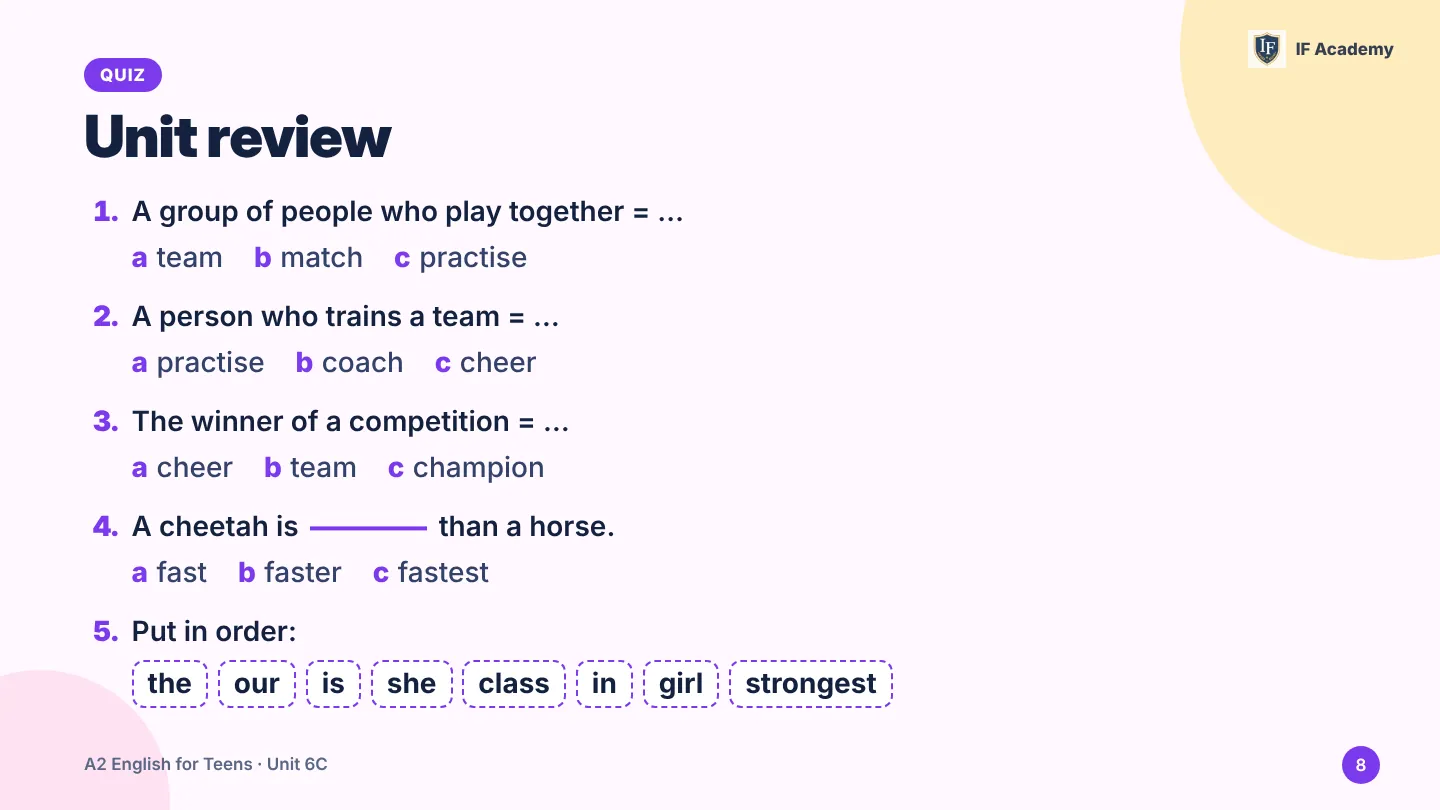 IF
IF Academy
QUIZ
Unit review
1. A group of people who play together = ...
a team b match c practise
2. A person who trains a team = ...
a practise b coach c cheer
3. The winner of a competition = ...
a cheer b team c champion
4. A cheetah is ______ than a horse.
a fast b faster c fastest
5. Put in order:
the our is she class in girl strongest
A2 English for Teens · Unit 6C
8